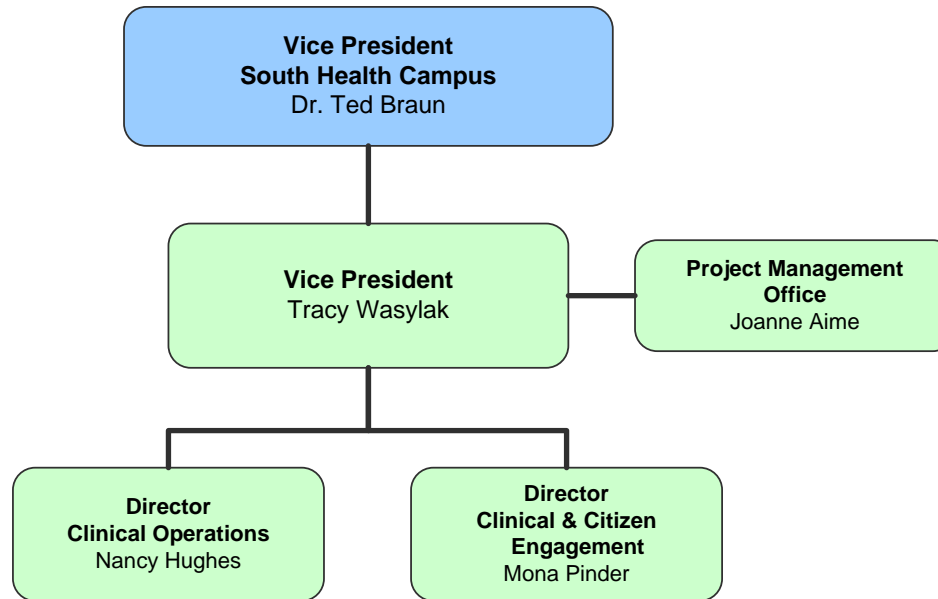 Vice President
South Health Campus
Dr. Ted Braun
Vice President
Tracy Wasylak
Project Management
Office
Joanne Aime
Director
Clinical Operations
Nancy Hughes
Director
Clinical & Citizen
Engagement
Mona Pinder